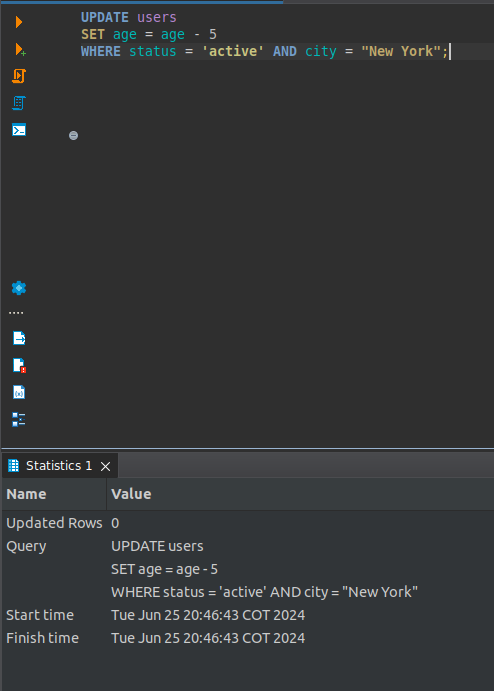 UPDATE users
SET age = age - 5
WHERE status = 'active' AND city = "New York";
Statistics 1
Name Value
Updated Rows 0
Query UPDATE users
SET age = age - 5
WHERE status = 'active' AND city = "New York"
Start time Tue Jun 25 20:46:43 COT 2024
Finish time Tue Jun 25 20:46:43 COT 2024